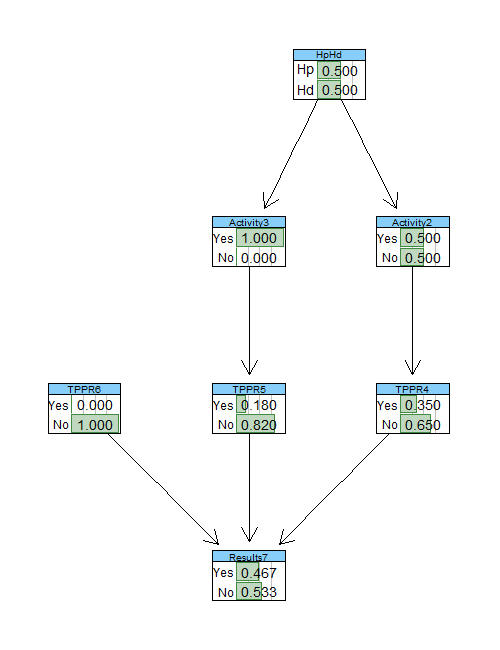 HpHd
Hp 0.500
Hd 0.500
Activity3
Yes 1.000
No 0.000
Activity2
Yes 0.500
No 0.500
TPPR6
Yes 0.000
No 1.000
TPPR5
Yes 0.180
No 0.820
TPPR4
Yes 0.350
No 0.650
Results7
Yes 0.467
No 0.533